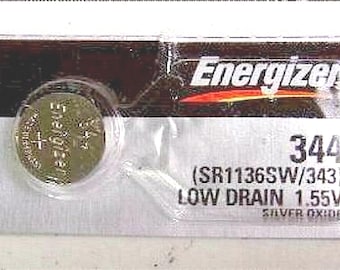 Energizer
344
(SR1136SW/343)
LOW DRAIN 1.55V
SILVER OXIDE
344
Energizer
+